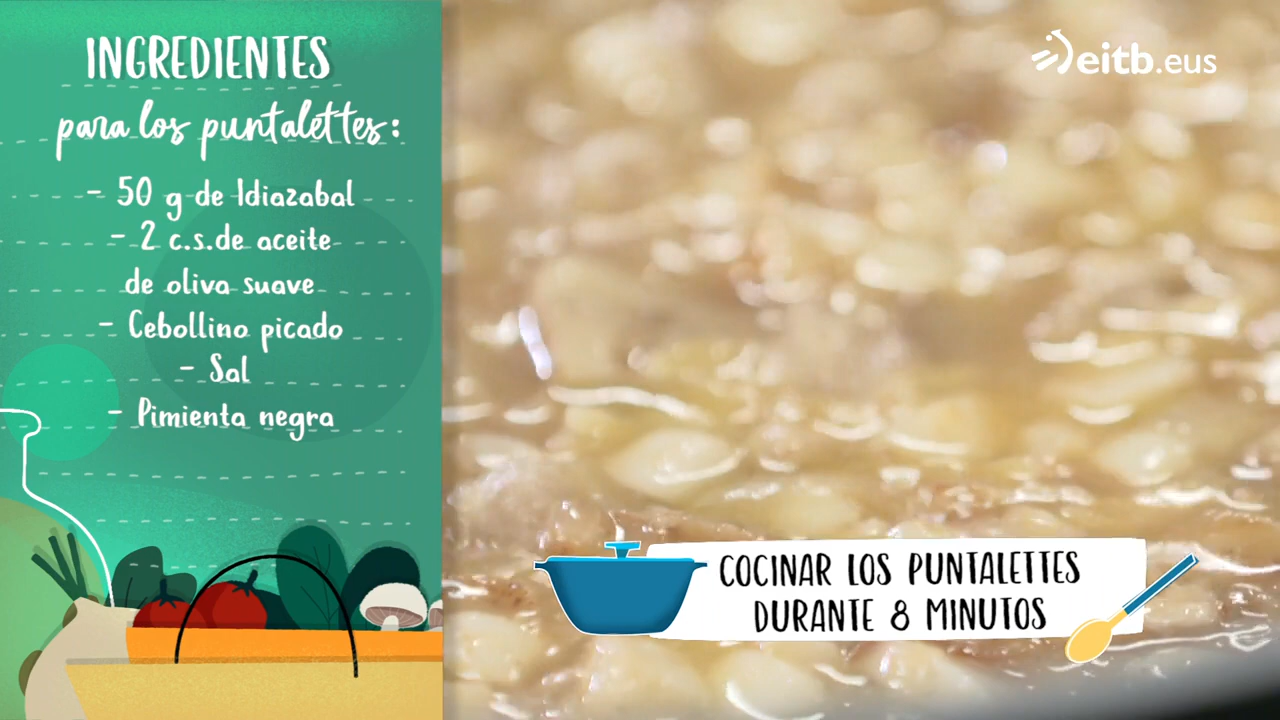 INGREDIENTES
para los puntalettes:
- 50 g de Idiazabal
- 2 c.s.de aceite
de oliva suave
- Cebollino picado
- Sal
- Pimienta negra
eitb.eus
COCINAR LOS PUNTALETTES
DURANTE 8 MINUTOS